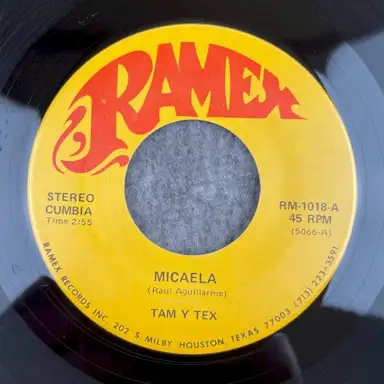 RAMEX
STEREO
CUMBIA
Time 2:55
RM-1018-A
45 RPM
(5066-A)
MICAELA
(Raul Aguillarme)
TAM Y TEX
RAMEX RECORDS INC. 202 S MILBY HOUSTON TEXAS 77003 (713) 223-3591